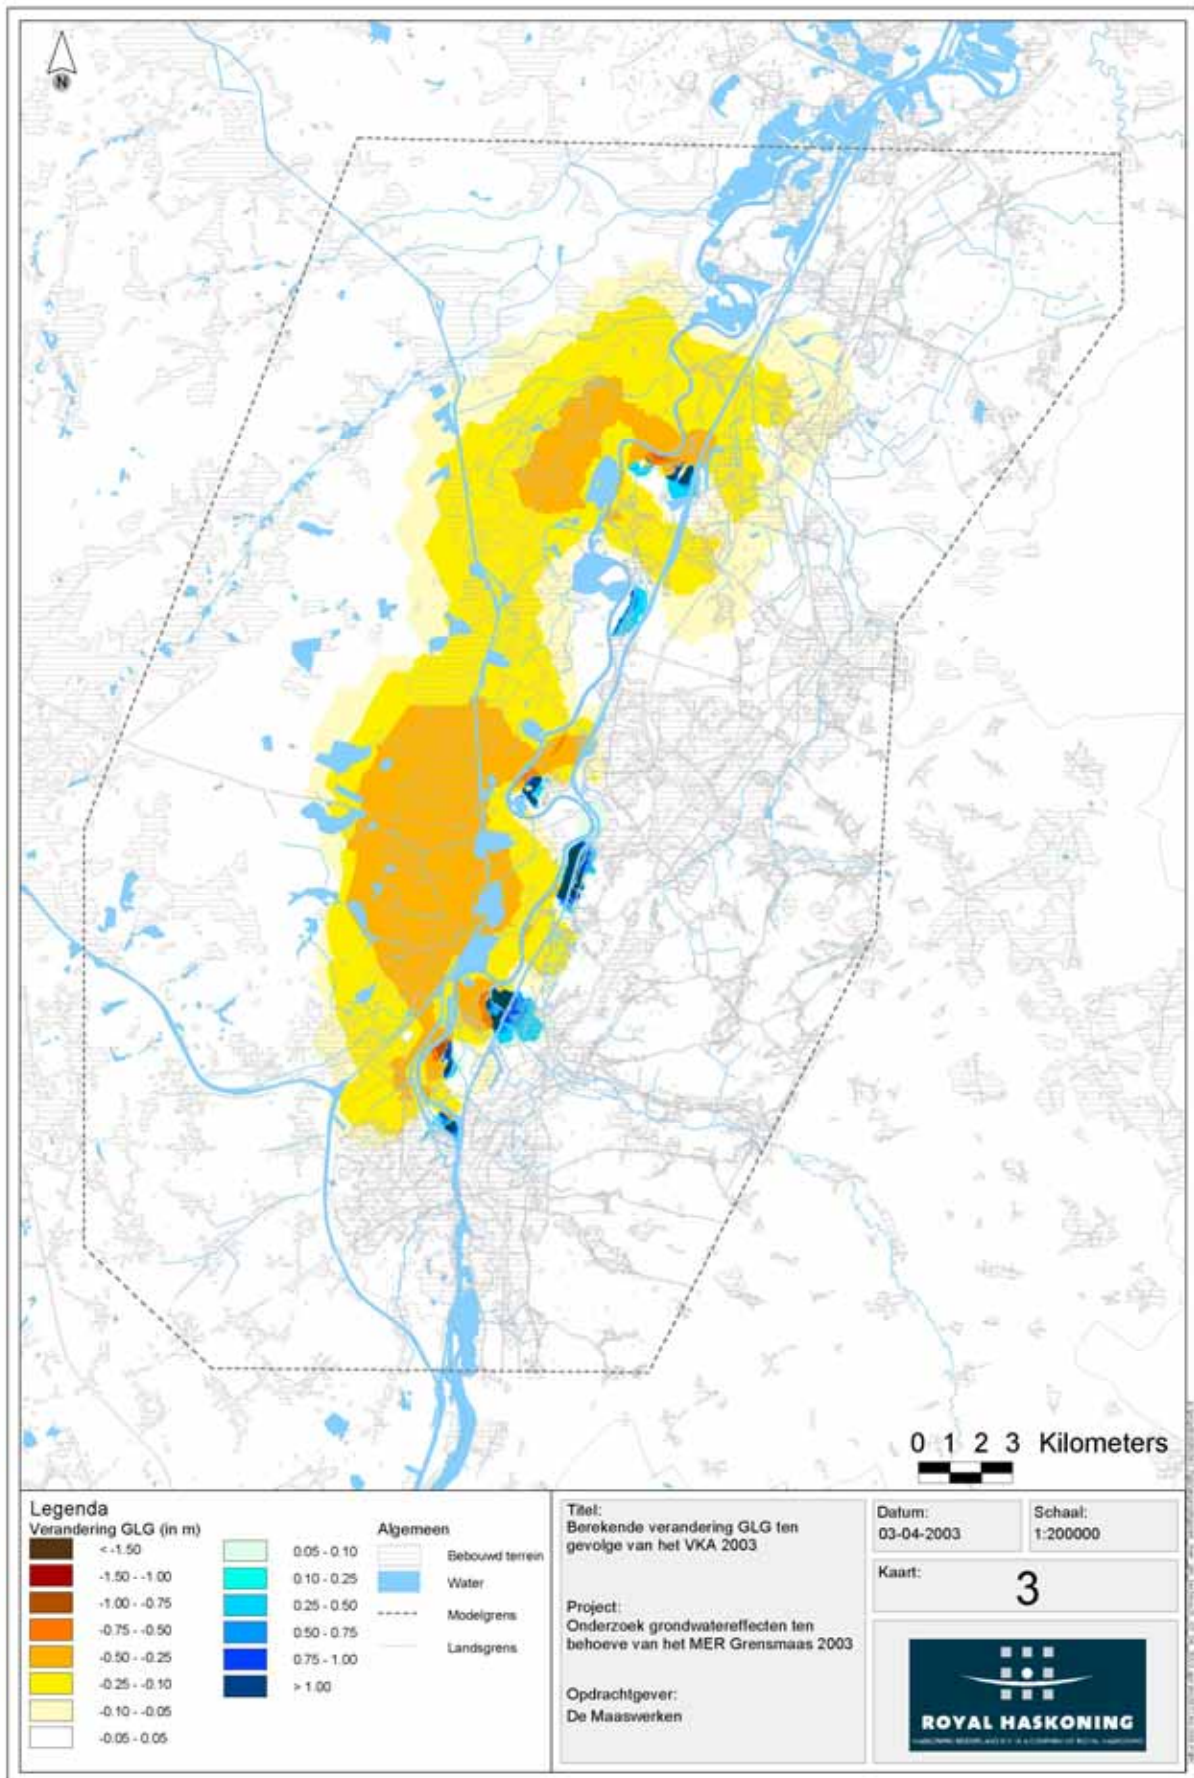 N
0 1 2 3 Kilometers
Legenda
Verandering GLG (in m)
< -1.50
-1.50 - -1.00
-1.00 - -0.75
-0.75 - -0.50
-0.50 - -0.25
-0.25 - -0.10
-0.10 - -0.05
-0.05 - 0.05
0.05 - 0.10
0.10 - 0.25
0.25 - 0.50
0.50 - 0.75
0.75 - 1.00
> 1.00
Algemeen
Bebouwd terrein
Water
Modelgrens
Landsgrens
Titel:
Berekende verandering GLG ten
gevolge van het VKA 2003
Project:
Onderzoek grondwatereffecten ten
behoeve van het MER Grensmaas 2003
Opdrachtgever:
De Maaswerken
Datum:
03-04-2003
Schaal:
1:200000
Kaart:
3
ROYAL HASKONING